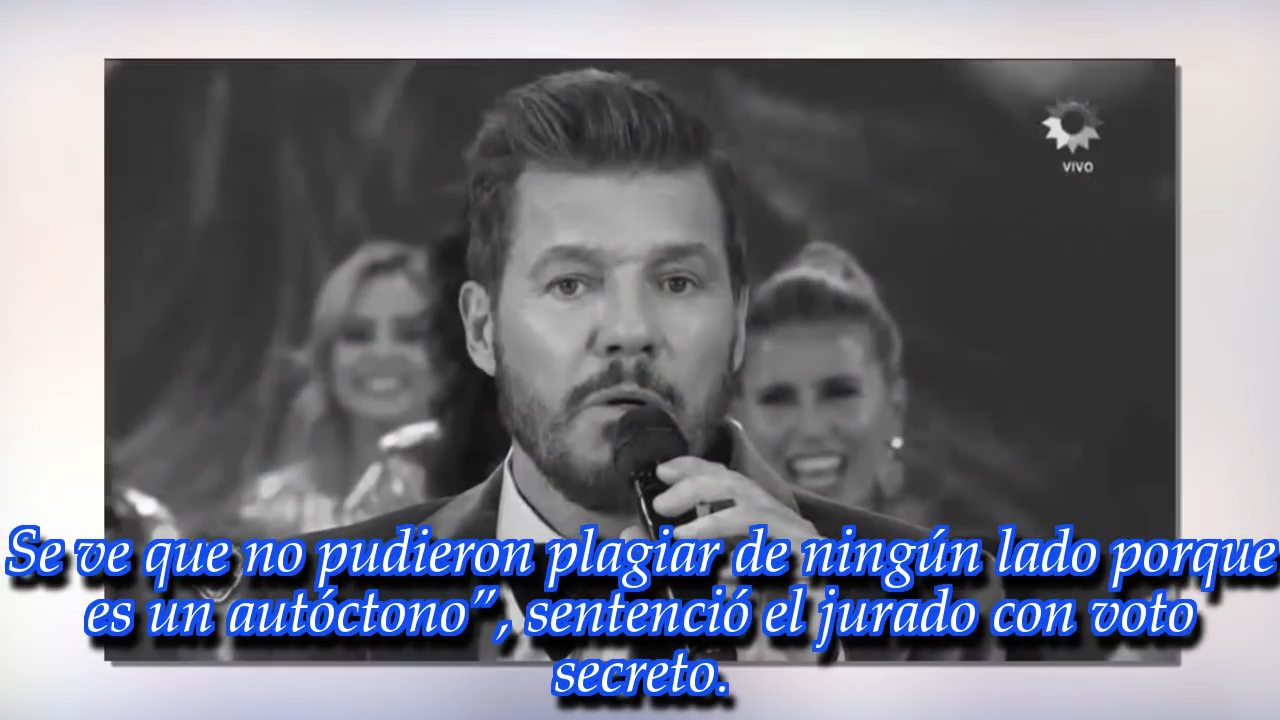 VIVO
Se ve que no pudieron plagiar de ningún lado porque
es un autóctono”, sentenció el jurado con voto
secreto.